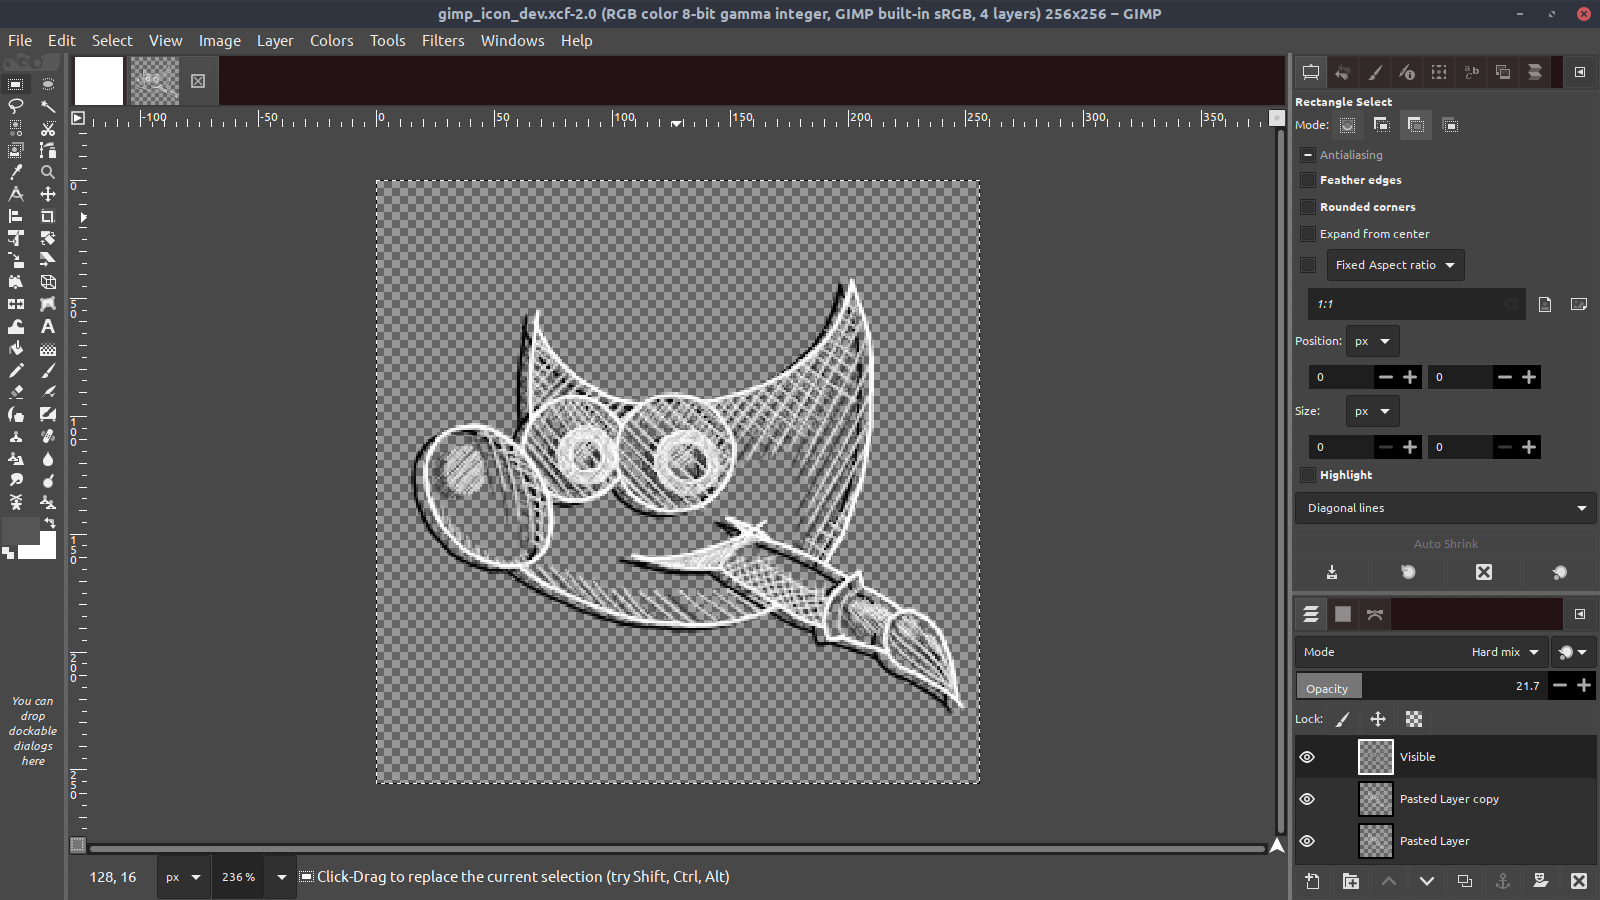 gimp_icon_dev.xcf-2.0 (RGB color 8-bit gamma integer, GIMP built-in sRGB, 4 layers) 256x256 – GIMP
File Edit Select View Image Layer Colors Tools Filters Windows Help
-100 -50 0 50 100 150 200 250 300 350
0
50
100
150
200
250
You can
drop
dockable
dialogs
here
128, 16 px 236 % Click-Drag to replace the current selection (try Shift, Ctrl, Alt)
Rectangle Select
Mode:
Antialiasing
Feather edges
Rounded corners
Expand from center
Fixed Aspect ratio
1:1
Position: px
0 0
Size: px
0 0
Highlight
Diagonal lines
Auto Shrink
Mode Hard mix
Opacity 21.7
Lock:
Visible
Pasted Layer copy
Pasted Layer